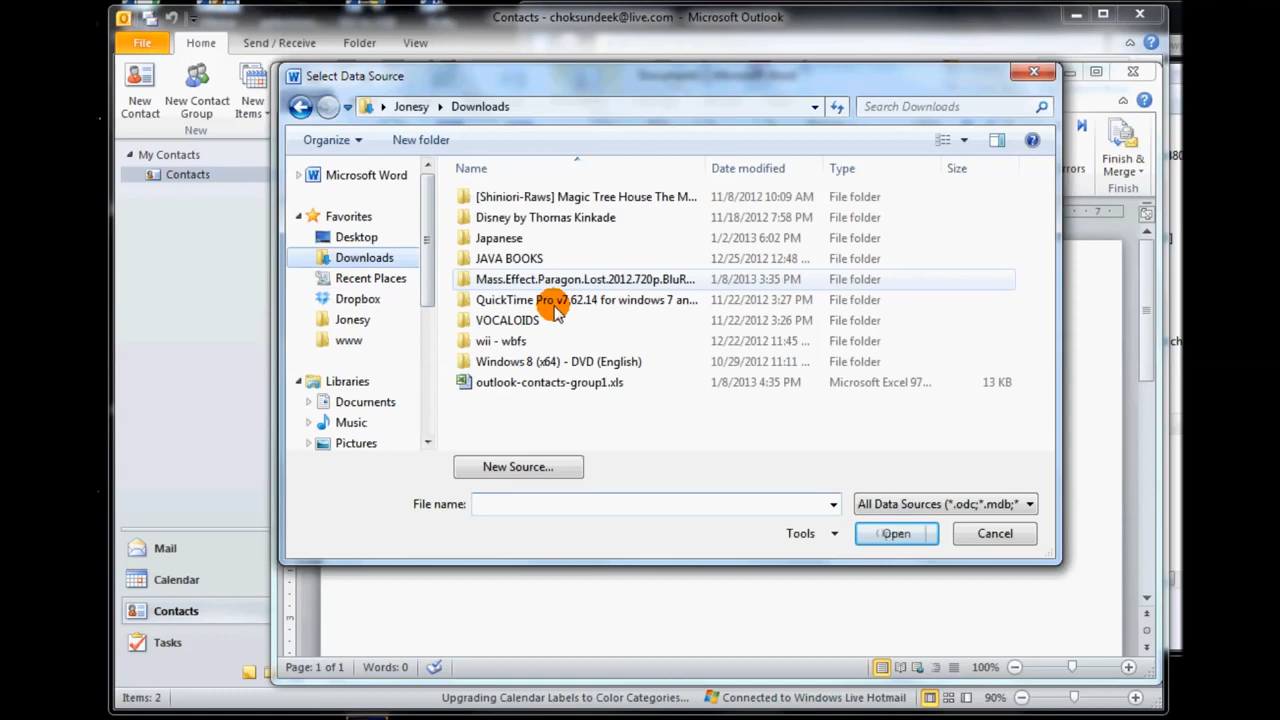 Contacts - choksundeek@live.com - Microsoft Outlook
File Home Send / Receive Folder View
New Contact
New Contact Group
New Items
New
My Contacts
Contacts
Select Data Source
Jonesy Downloads
Search Downloads
Organize
New folder
Microsoft Word
Favorites
Desktop
Downloads
Recent Places
Dropbox
Jonesy
www
Libraries
Documents
Music
Pictures
Name Date modified Type Size
[Shiniori-Raws] Magic Tree House The M... 11/8/2012 10:09 AM File folder
Disney by Thomas Kinkade 11/18/2012 7:58 PM File folder
Japanese 1/2/2013 6:02 PM File folder
JAVA BOOKS 12/25/2012 12:48 ... File folder
Mass.Effect.Paragon.Lost.2012.720p.BluR... 1/8/2013 3:35 PM File folder
QuickTime Pro v7.62.14 for windows 7 an... 11/22/2012 3:27 PM File folder
VOCALOIDS 11/22/2012 3:26 PM File folder
wii - wbfs 12/22/2012 11:45 ... File folder
Windows 8 (x64) - DVD (English) 10/29/2012 11:11 ... File folder
outlook-contacts-group1.xls 1/8/2013 4:35 PM Microsoft Excel 97... 13 KB
New Source...
File name:
All Data Sources (*.odc;*.mdb;*
Tools
Open
Cancel
Finish & Merge
Finish
7
Mail
Calendar
Contacts
Tasks
Page: 1 of 1 Words: 0 100%
Items: 2 Upgrading Calendar Labels to Color Categories... Connected to Windows Live Hotmail 90%